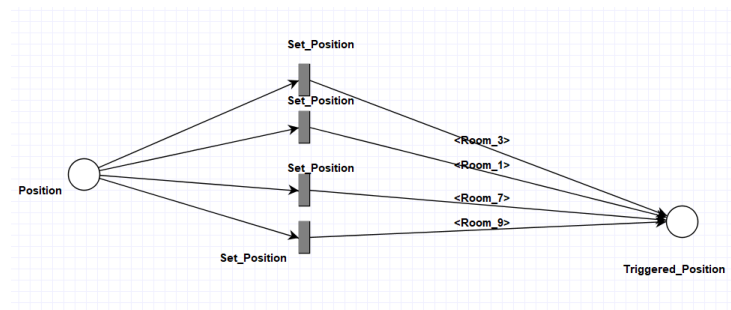 Set_Position
Set_Position
<Room_3>
<Room_1>
Set_Position
Position
<Room_7>
<Room_9>
Set_Position
Triggered_Position